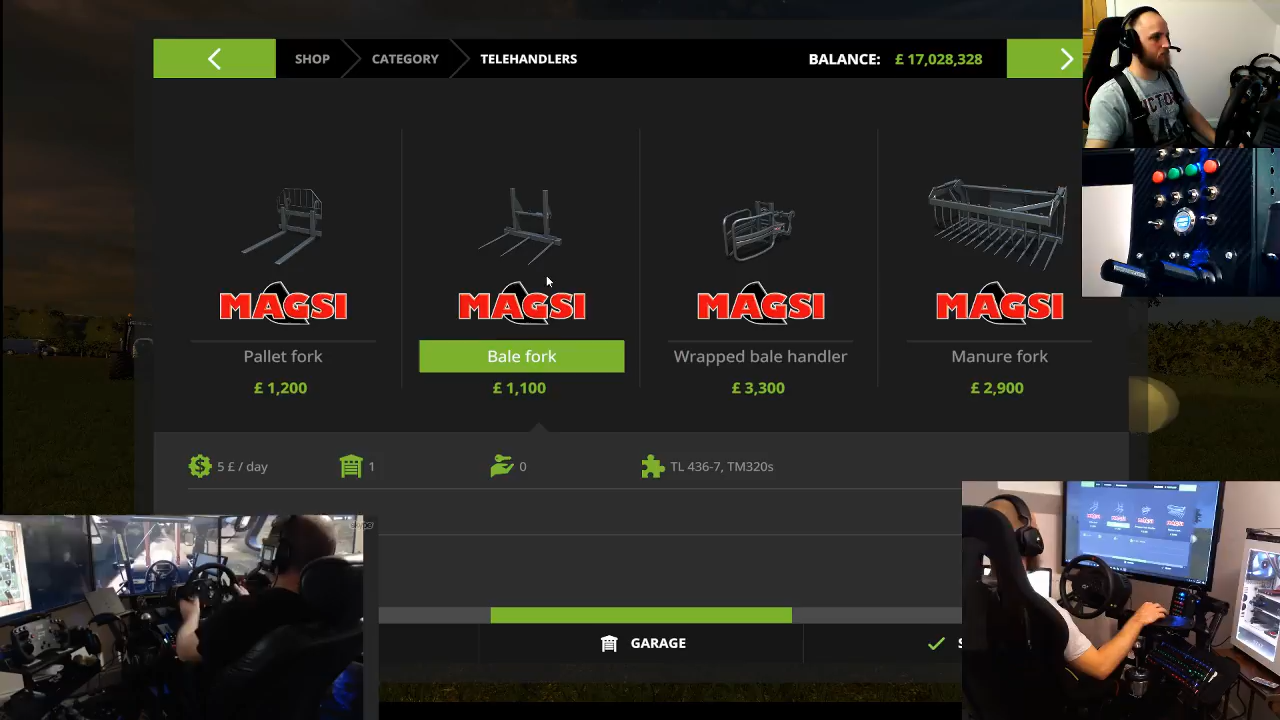 SHOP CATEGORY TELEHANDLERS BALANCE: £ 17,028,328
MAGSI MAGSI MAGSI MAGSI
Pallet fork Bale fork Wrapped bale handler Manure fork
£ 1,200 £ 1,100 £ 3,300 £ 2,900
5 £ / day 1 0 TL 436-7, TM320s
GARAGE